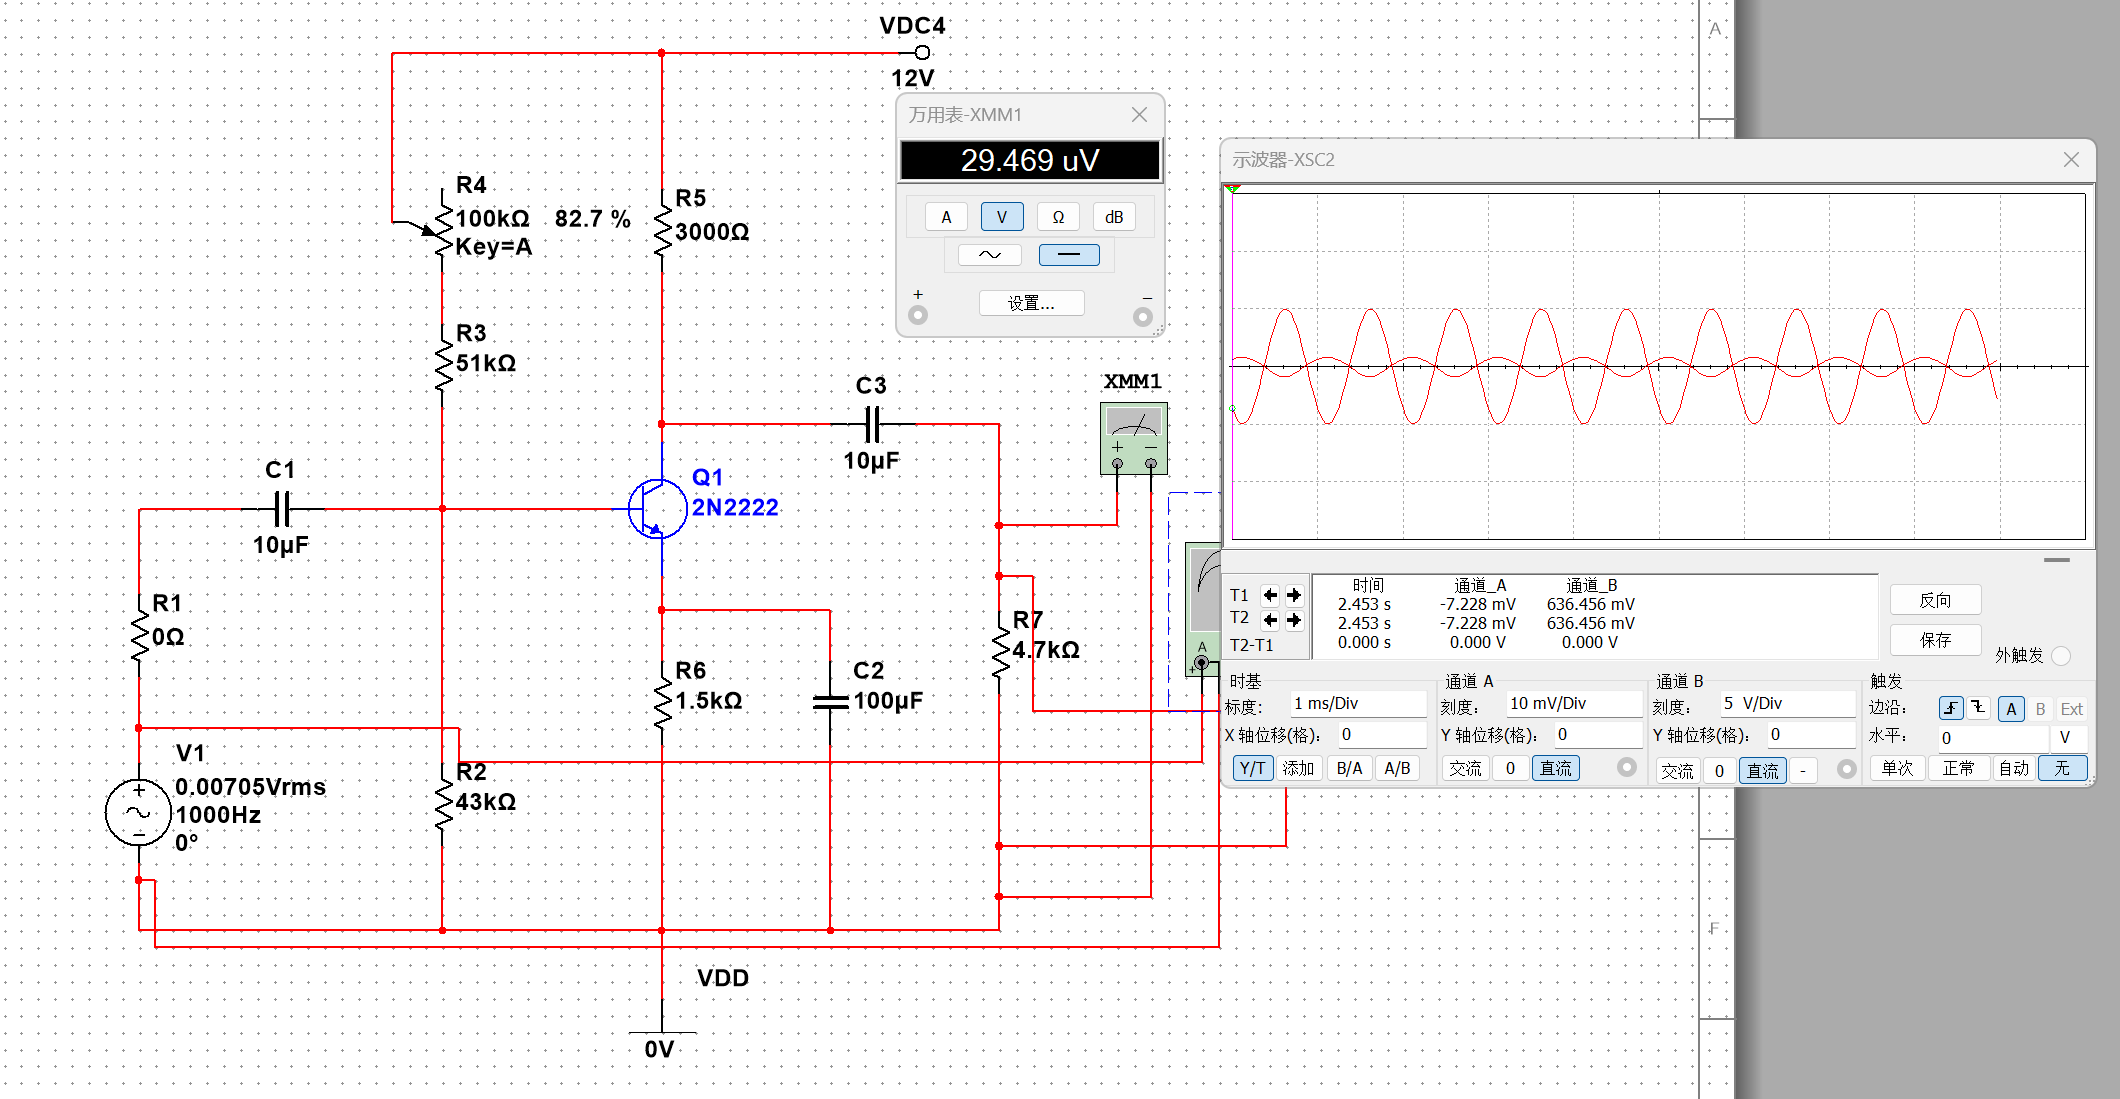 A
VDC4
12V
万用表-XMM1
29.469 uV
A V Ω dB
+ −
设置...
R4
100kΩ 82.7 %
Key=A
R5
3000Ω
R3
51kΩ
C3
10µF
XMM1
+ −
C1
10µF
Q1
2N2222
R1
0Ω
R7
4.7kΩ
R6
1.5kΩ
C2
100µF
A
+
V1
+
−
0.00705Vrms
1000Hz
0°
R2
43kΩ
F
VDD
0V
示波器-XSC2
时间 通道_A 通道_B
T1 2.453 s -7.228 mV 636.456 mV
T2 2.453 s -7.228 mV 636.456 mV
T2-T1 0.000 s 0.000 V 0.000 V
反向
保存
外触发
时基
标度: 1 ms/Div
X 轴位移(格): 0
Y/T 添加 B/A A/B
通道 A
刻度: 10 mV/Div
Y 轴位移(格): 0
交流 0 直流
通道 B
刻度: 5 V/Div
Y 轴位移(格): 0
交流 0 直流 -
触发
边沿: A B Ext
水平: 0 V
单次 正常 自动 无